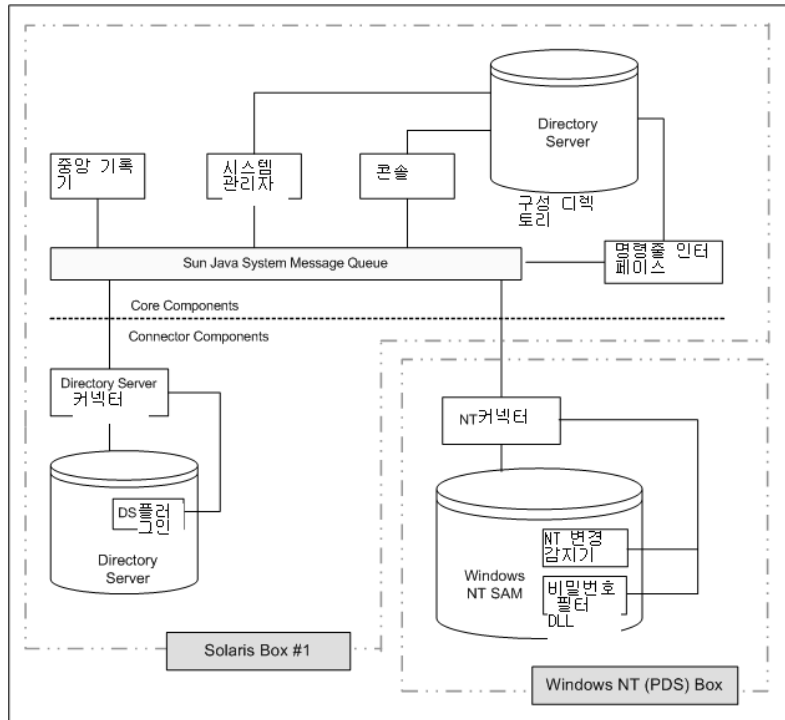 Directory
Server
중앙 기록
기
시스템
관리자
콘솔
구성 디렉
토리
명령줄 인터
페이스
Sun Java System Message Queue
Core Components
Connector Components
Directory Server
커넥터
NT커넥터
DS플러
그인
Directory
Server
NT 변경
감지기
Windows
NT SAM
비밀번호
필터
DLL
Solaris Box #1
Windows NT (PDS) Box